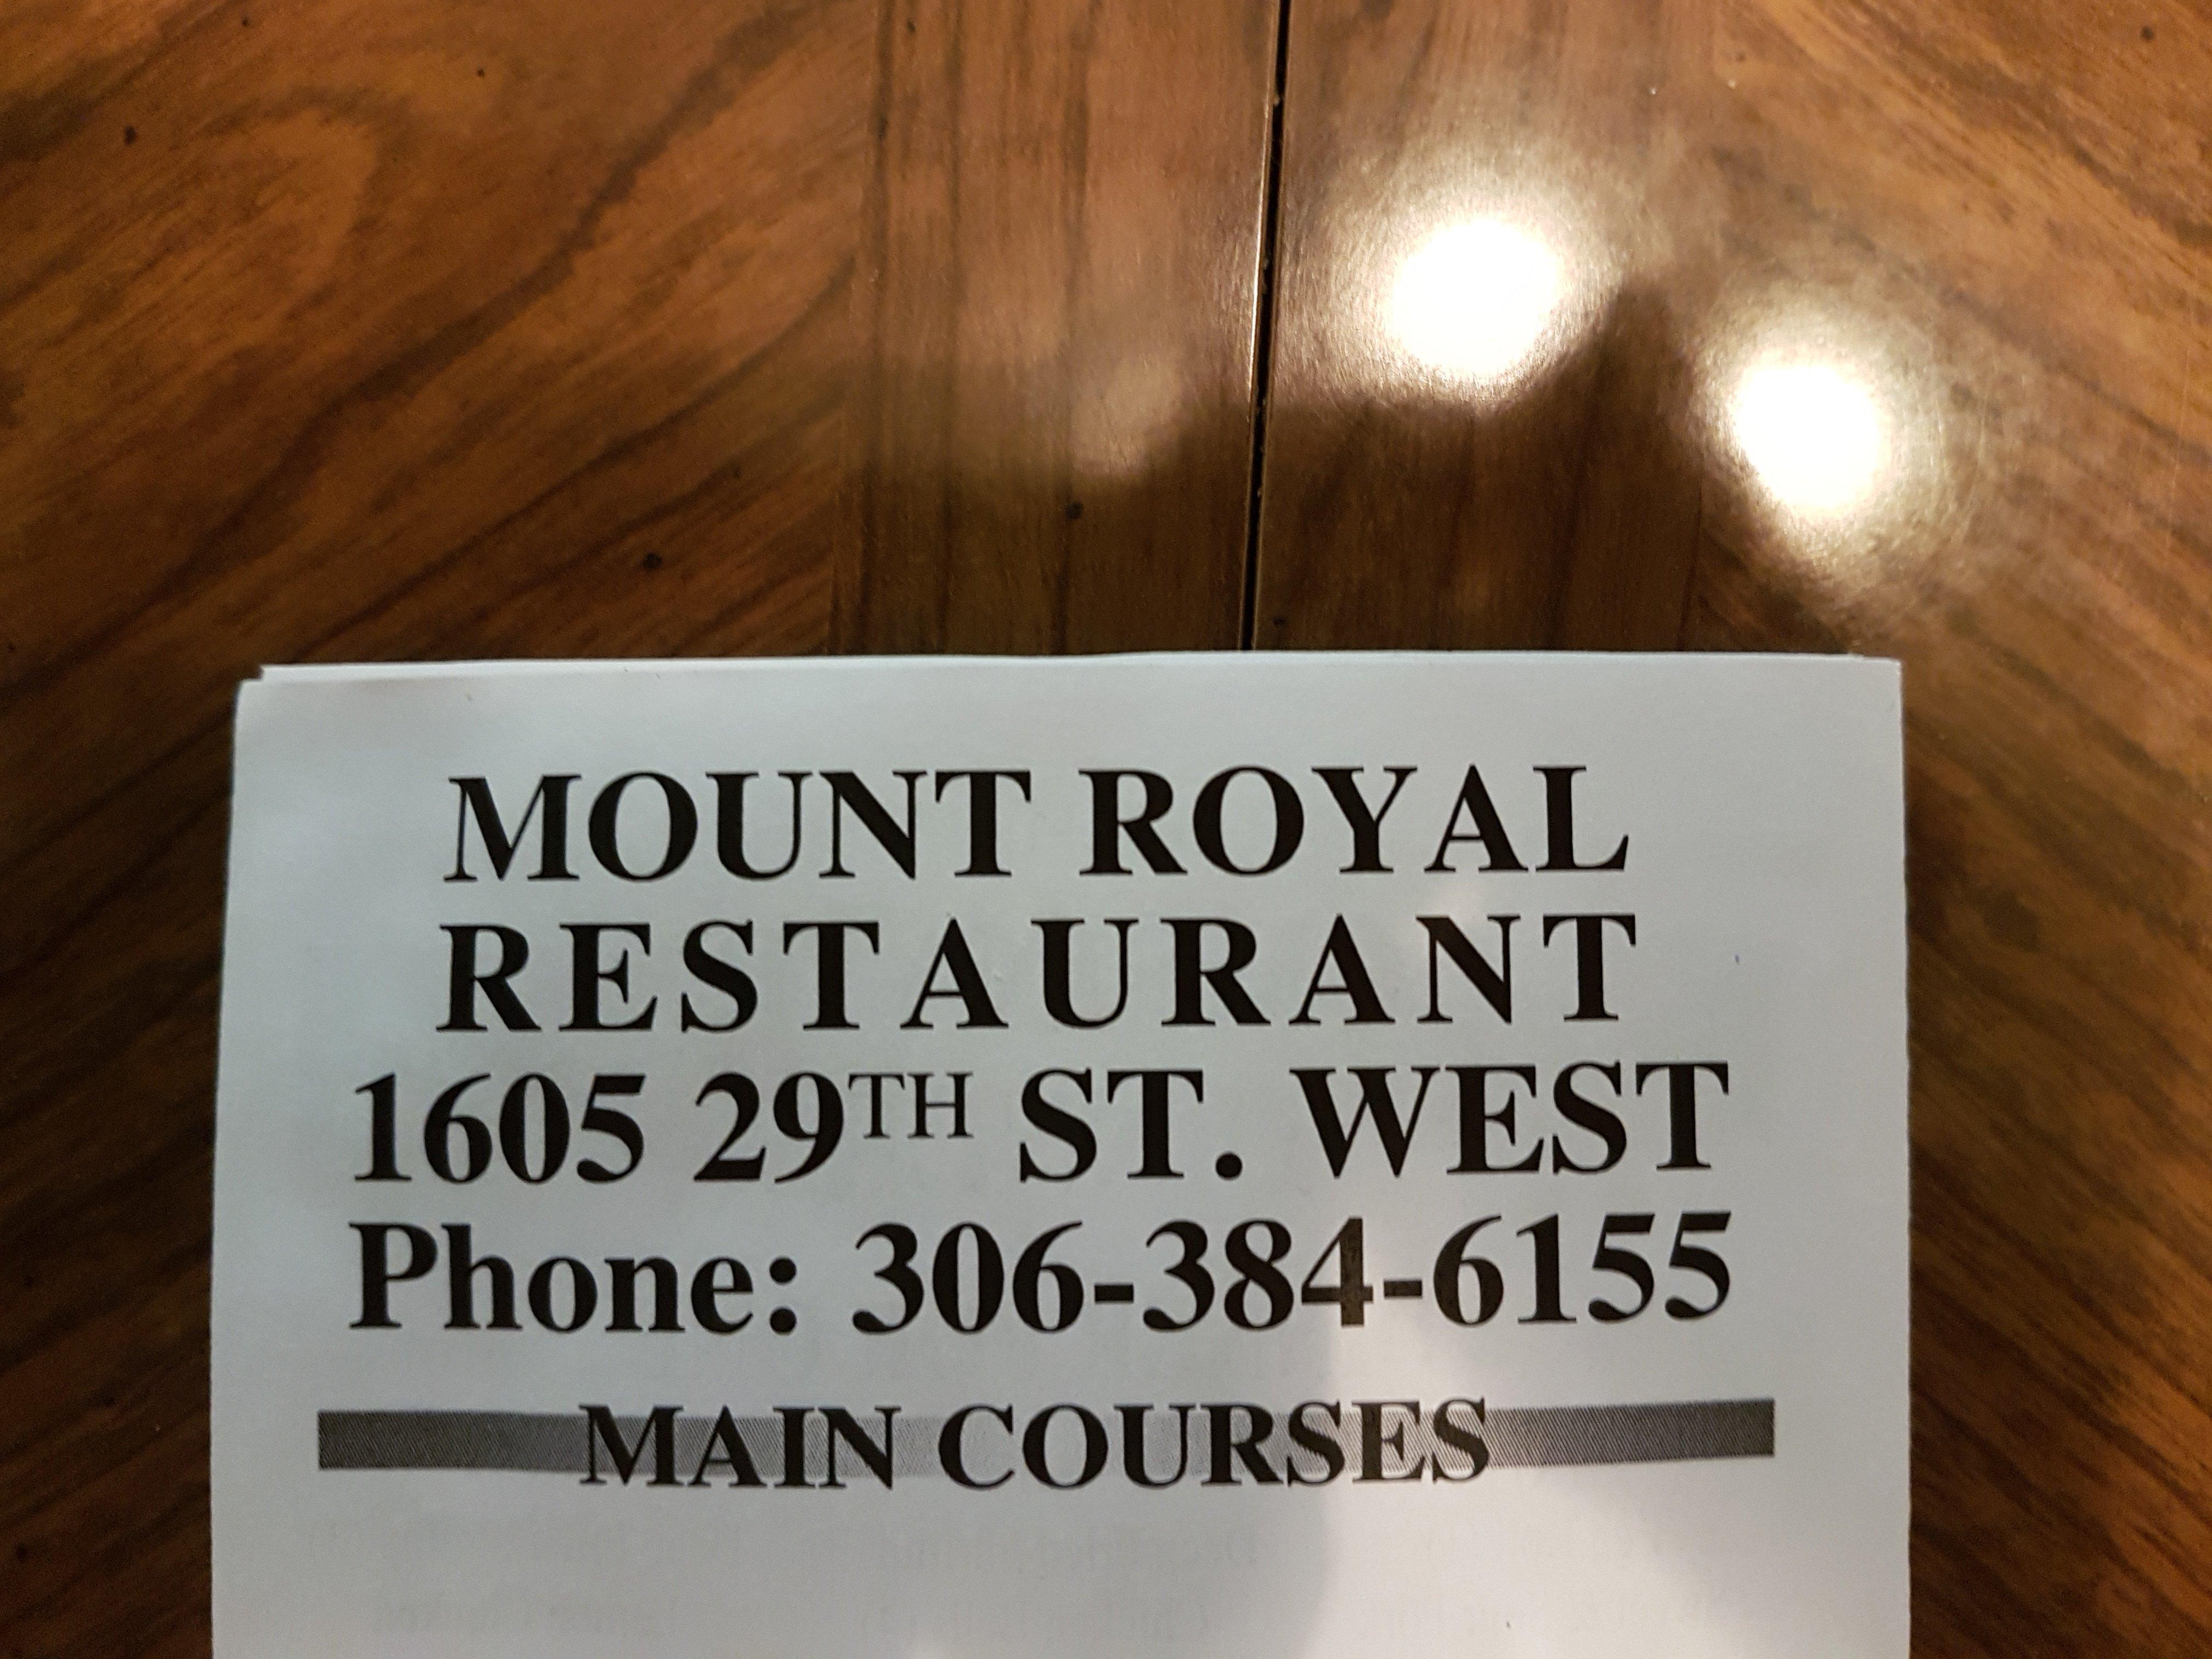 MOUNT ROYAL
RESTAURANT
1605 29TH ST. WEST
Phone: 306-384-6155
MAIN COURSES